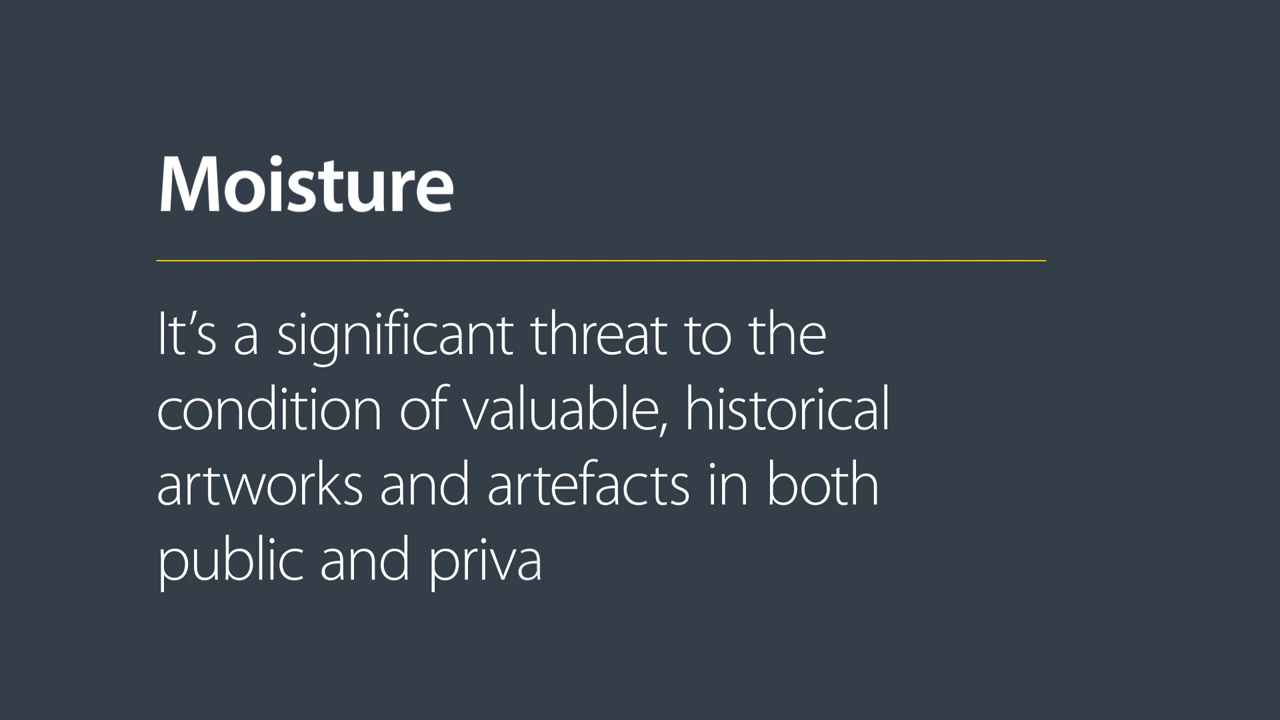 Moisture
It’s a significant threat to the
condition of valuable, historical
artworks and artefacts in both
public and priva